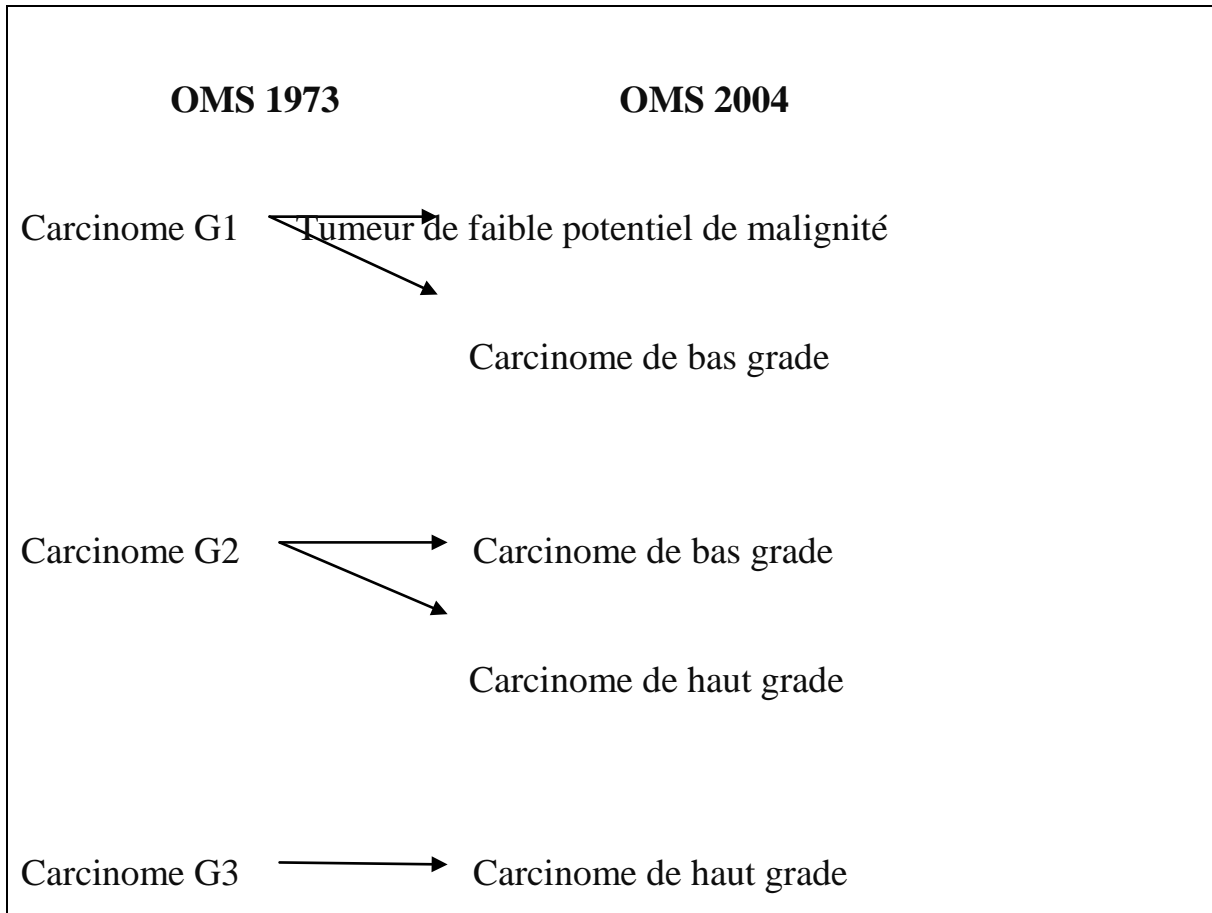 OMS 1973 OMS 2004
Carcinome G1 Tumeur de faible potentiel de malignité
Carcinome de bas grade
Carcinome G2 Carcinome de bas grade
Carcinome de haut grade
Carcinome G3 Carcinome de haut grade